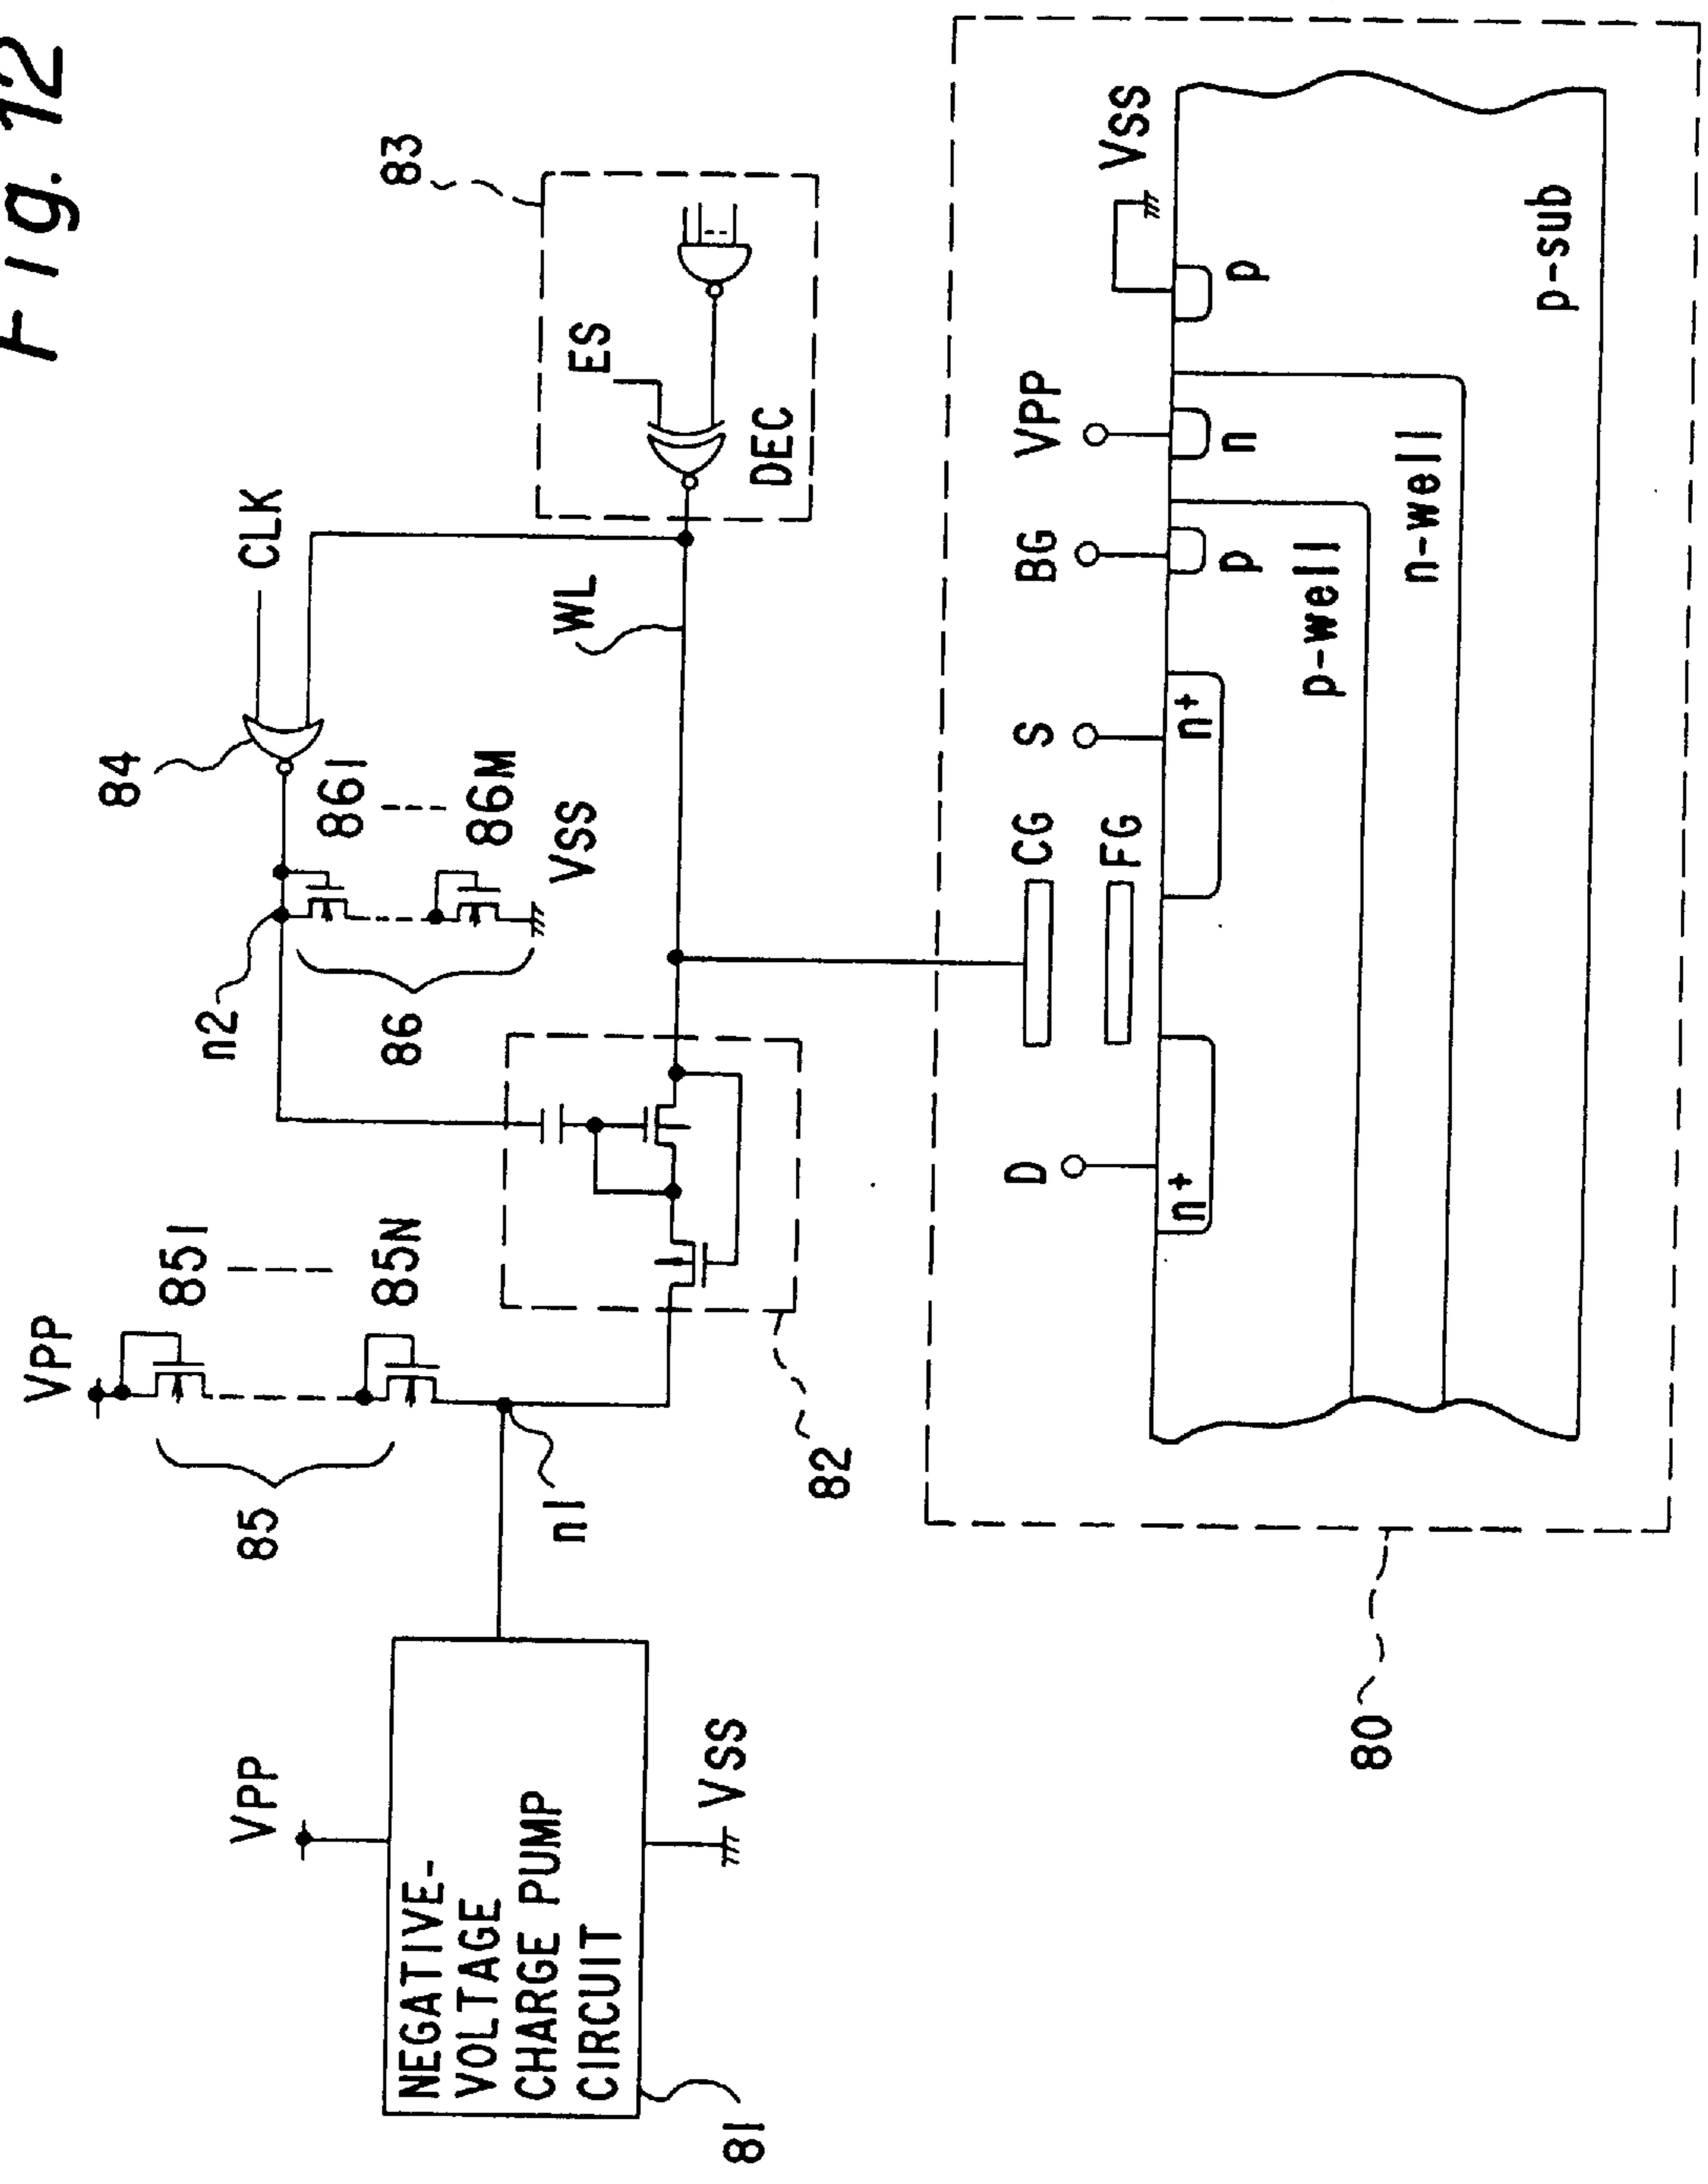 Fig. 12
VPP
85
851
85N
n1
VPP
NEGATIVE-
VOLTAGE
CHARGE PUMP
CIRCUIT
VSS
81
82
n2
84
CLK
861
86M
86
VSS
WL
83
ES
DEC
80
D
CG
FG
S
BG
VPP
VSS
n+
n+
p
n
p
p-well
n-well
p-sub